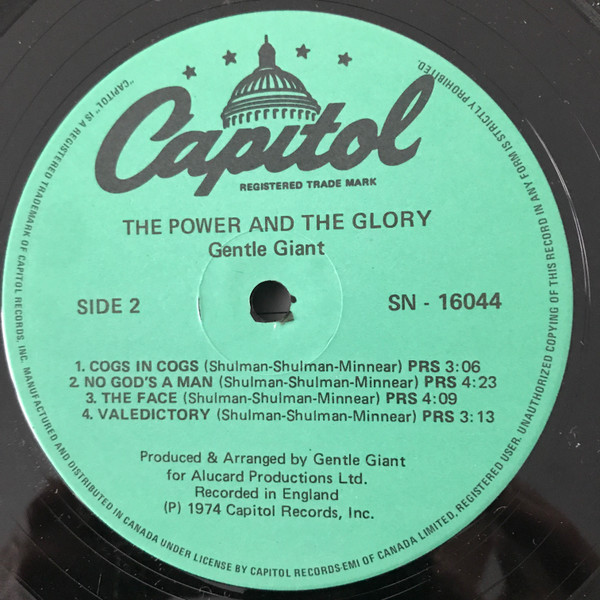 Capitol
REGISTERED TRADE MARK
THE POWER AND THE GLORY
Gentle Giant
SIDE 2
SN - 16044
1. COGS IN COGS (Shulman-Shulman-Minnear) PRS 3:06
2. NO GOD'S A MAN (Shulman-Shulman-Minnear) PRS 4:23
3. THE FACE (Shulman-Shulman-Minnear) PRS 4:09
4. VALEDICTORY (Shulman-Shulman-Minnear) PRS 3:13
Produced & Arranged by Gentle Giant
for Alucard Productions Ltd.
Recorded in England
(P) 1974 Capitol Records, Inc.
"CAPITOL" IS A REGISTERED TRADEMARK OF CAPITOL RECORDS, INC. MANUFACTURED AND DISTRIBUTED IN CANADA UNDER LICENSE BY CAPITOL RECORDS-EMI OF CANADA LIMITED, REGISTERED USER. UNAUTHORIZED COPYING OF THIS RECORD IN ANY FORM IS STRICTLY PROHIBITED.